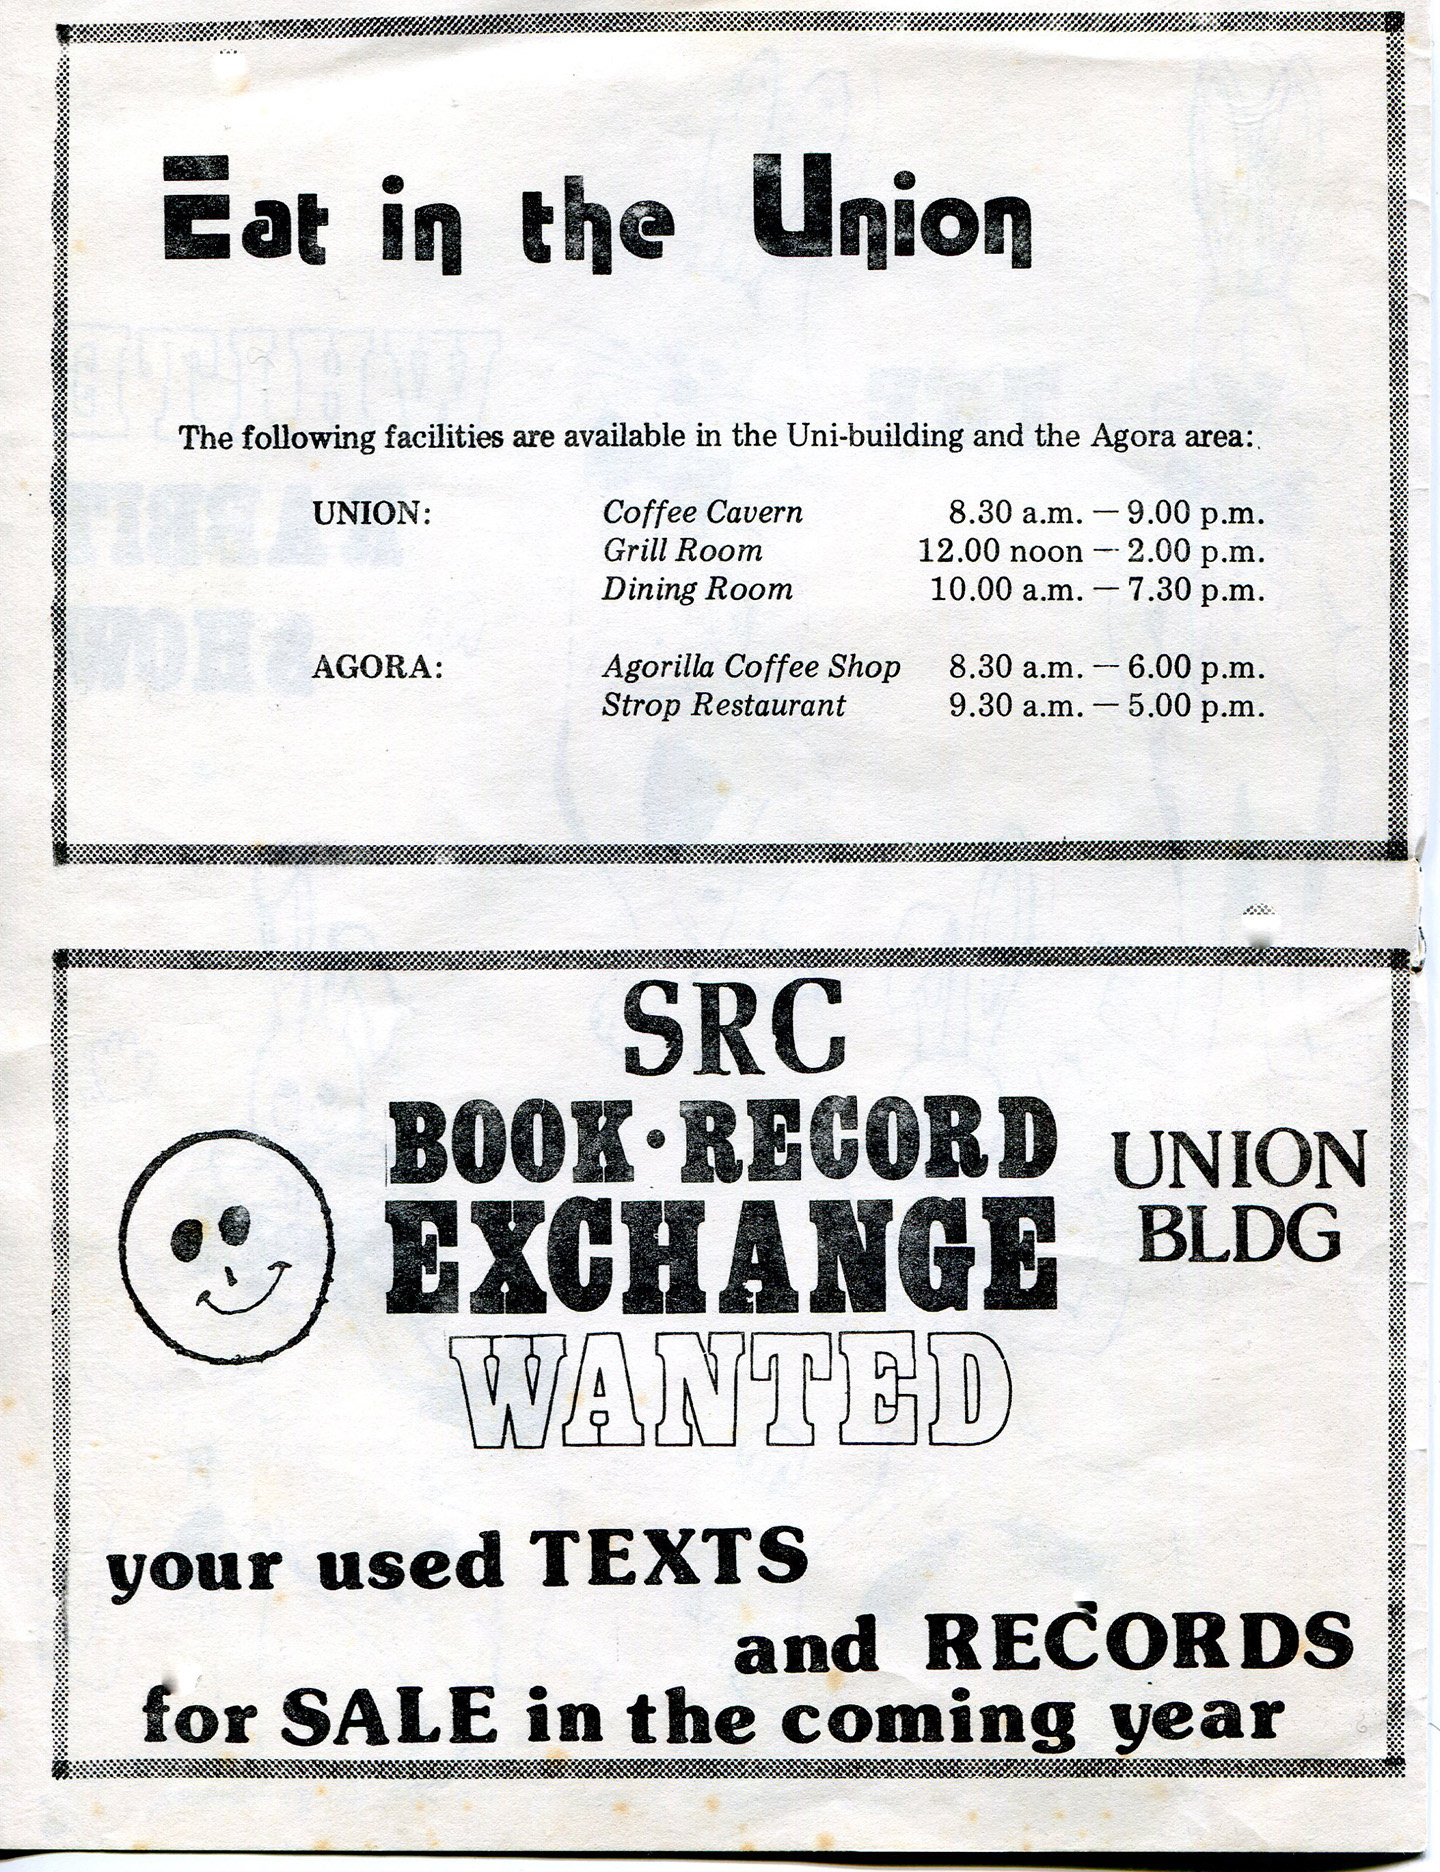 Eat in the Union
The following facilities are available in the Uni-building and the Agora area:
UNION: Coffee Cavern 8.30 a.m. — 9.00 p.m.
Grill Room 12.00 noon — 2.00 p.m.
Dining Room 10.00 a.m. — 7.30 p.m.
AGORA: Agorilla Coffee Shop 8.30 a.m. — 6.00 p.m.
Strop Restaurant 9.30 a.m. — 5.00 p.m.
SRC
BOOK·RECORD
EXCHANGE
UNION
BLDG
WANTED
your used TEXTS
and RECORDS
for SALE in the coming year